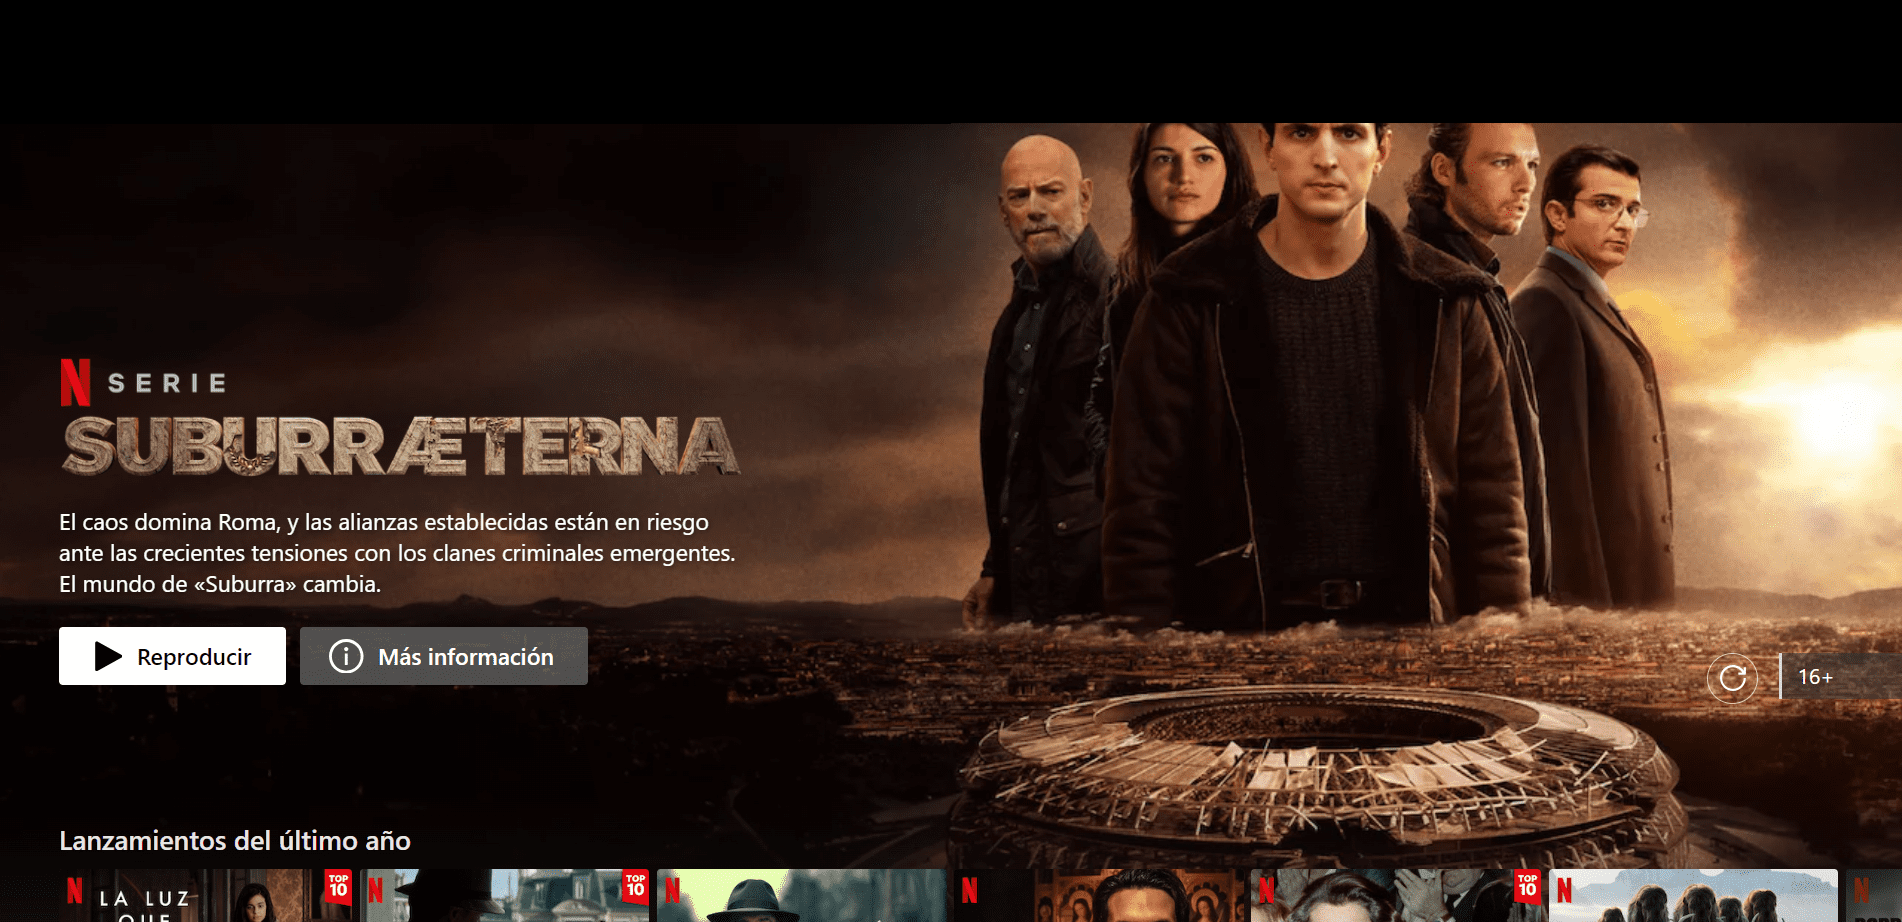 N SERIE
SUBURRÆTERNA
El caos domina Roma, y las alianzas establecidas están en riesgo
ante las crecientes tensiones con los clanes criminales emergentes.
El mundo de «Suburra» cambia.
Reproducir
Más información
16+
Lanzamientos del último año
N
LA LUZ
QUE
TOP
10
N
TOP
10
N
N
N
TOP
10
N
N